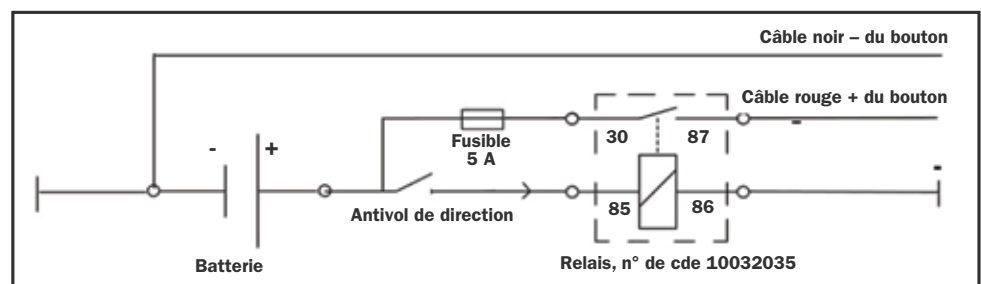 Câble noir – du bouton
Câble rouge + du bouton
-
Fusible
5 A
30
87
-
+
-
Antivol de direction
85
86
Batterie
Relais, n° de cde 10032035